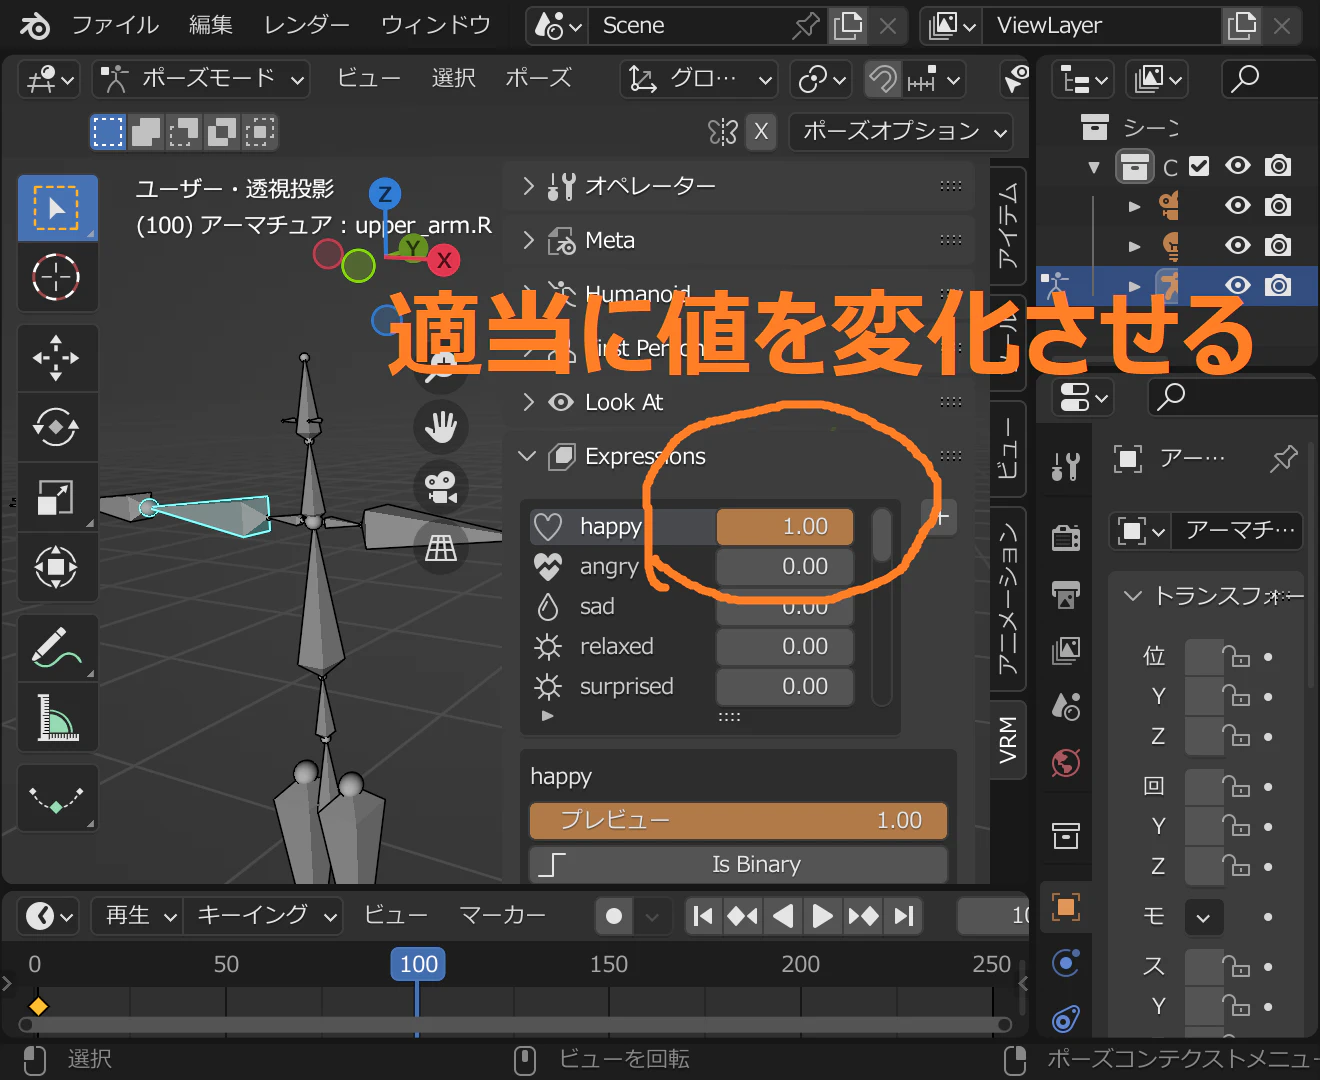 ファイル 編集 レンダー ウィンドウ Scene ViewLayer
ポーズモード ビュー 選択 ポーズ グロ…
X ポーズオプション
シーン
ユーザー・透視投影
(100) アーマチュア : upper_arm.R
Z
Y
X
オペレーター
Meta
Humanoid
First Person
Look At
Expressions
適当に値を変化させる
C
happy 1.00
angry 0.00
sad 0.00
relaxed 0.00
surprised 0.00
happy
プレビュー 1.00
Is Binary
アイテム
ール
ビュー
アニメーション
VRM
アー…
アーマチ…
トランスフォー
位
Y
Z
回
Y
Z
モ
ス
Y
再生 キーイング ビュー マーカー 10
0 50 100 150 200 250
選択 ビューを回転 ポーズコンテクストメニュー